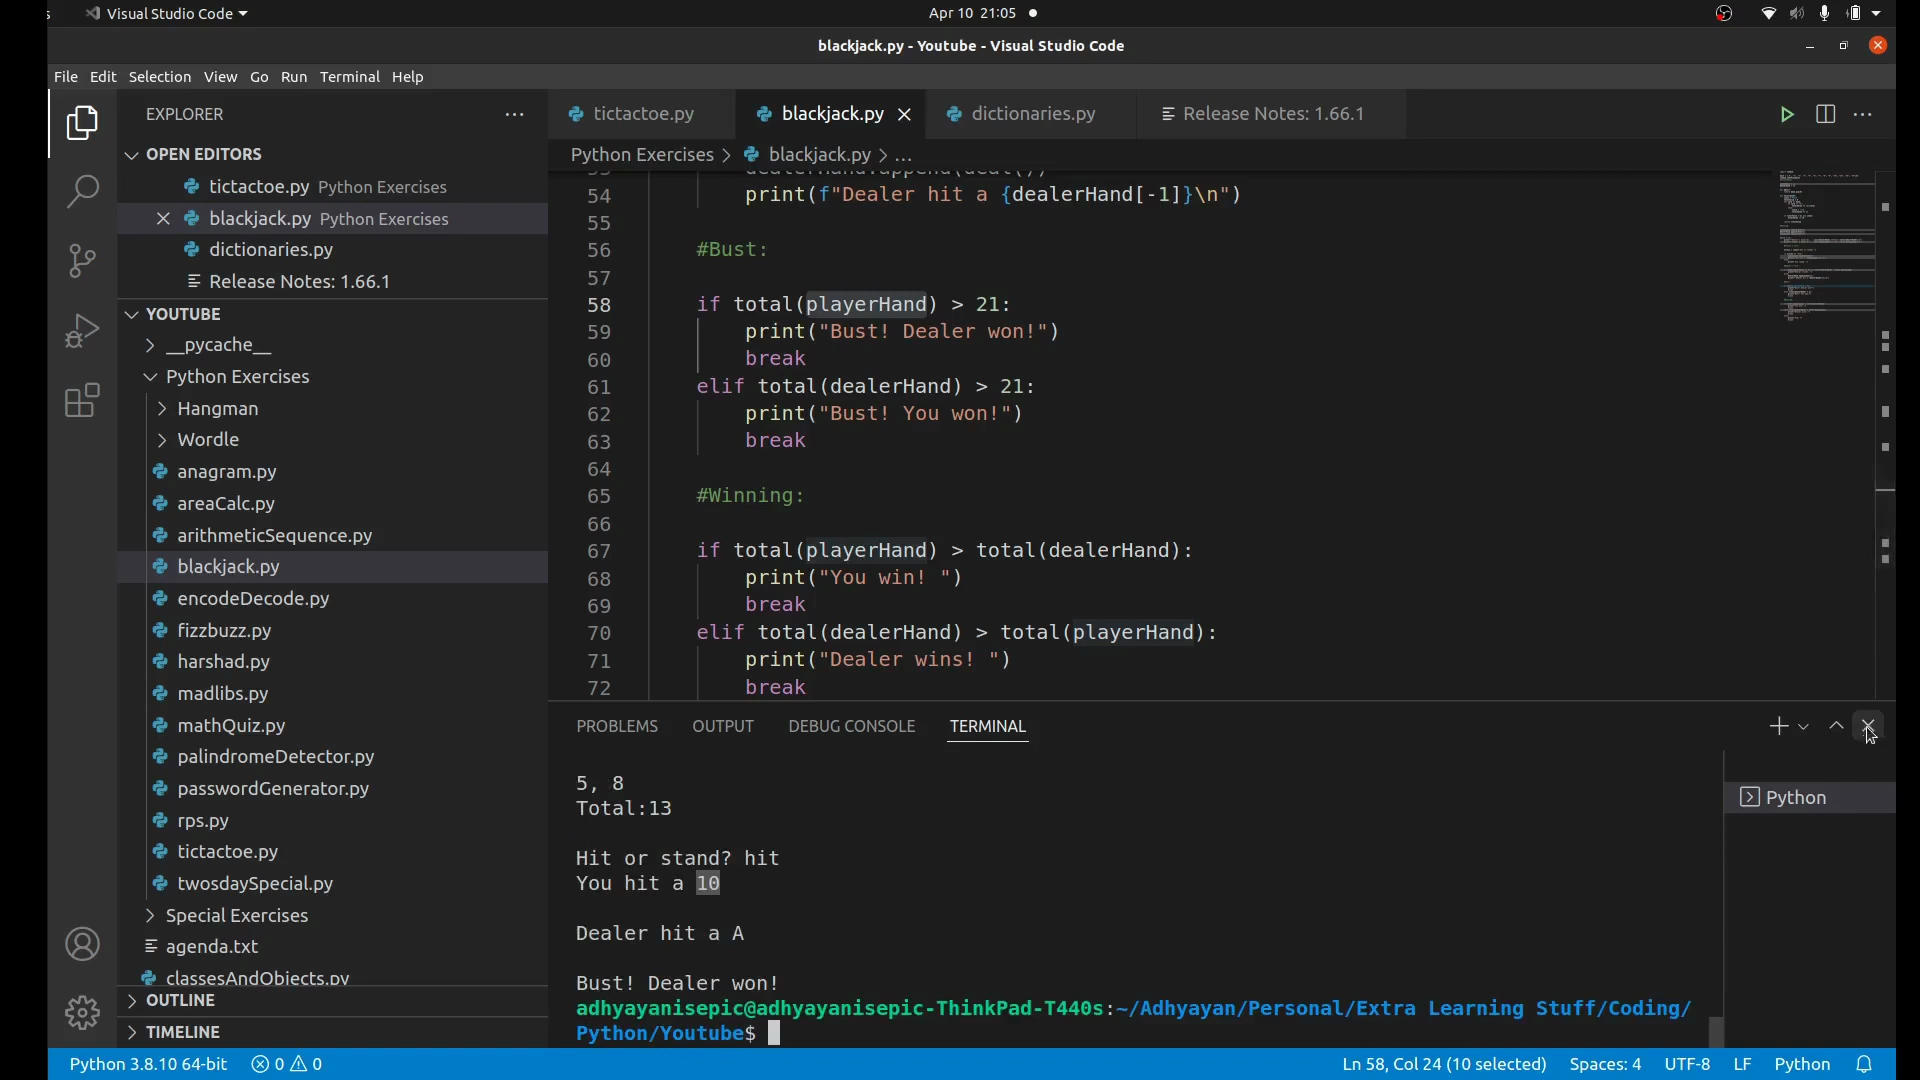 s Visual Studio Code
Apr 10 21:05
blackjack.py - Youtube - Visual Studio Code
File Edit Selection View Go Run Terminal Help
EXPLORER
OPEN EDITORS
tictactoe.py Python Exercises
blackjack.py Python Exercises
dictionaries.py
Release Notes: 1.66.1
YOUTUBE
__pycache__
Python Exercises
Hangman
Wordle
anagram.py
areaCalc.py
arithmeticSequence.py
blackjack.py
encodeDecode.py
fizzbuzz.py
harshad.py
madlibs.py
mathQuiz.py
palindromeDetector.py
passwordGenerator.py
rps.py
tictactoe.py
twosdaySpecial.py
Special Exercises
agenda.txt
classesAndObjects.py
OUTLINE
TIMELINE
tictactoe.py blackjack.py dictionaries.py Release Notes: 1.66.1
Python Exercises > blackjack.py > ...
53 dealerHand.append(deal())
54 print(f"Dealer hit a {dealerHand[-1]}\n")
55
56 #Bust:
57
58 if total(playerHand) > 21:
59 print("Bust! Dealer won!")
60 break
61 elif total(dealerHand) > 21:
62 print("Bust! You won!")
63 break
64
65 #Winning:
66
67 if total(playerHand) > total(dealerHand):
68 print("You win! ")
69 break
70 elif total(dealerHand) > total(playerHand):
71 print("Dealer wins! ")
72 break
PROBLEMS OUTPUT DEBUG CONSOLE TERMINAL
5, 8
Total:13
Hit or stand? hit
You hit a 10
Dealer hit a A
Bust! Dealer won!
adhyayanisepic@adhyayanisepic-ThinkPad-T440s:~/Adhyayan/Personal/Extra Learning Stuff/Coding/
Python/Youtube$
Python
Python 3.8.10 64-bit 0 0 Ln 58, Col 24 (10 selected) Spaces: 4 UTF-8 LF Python